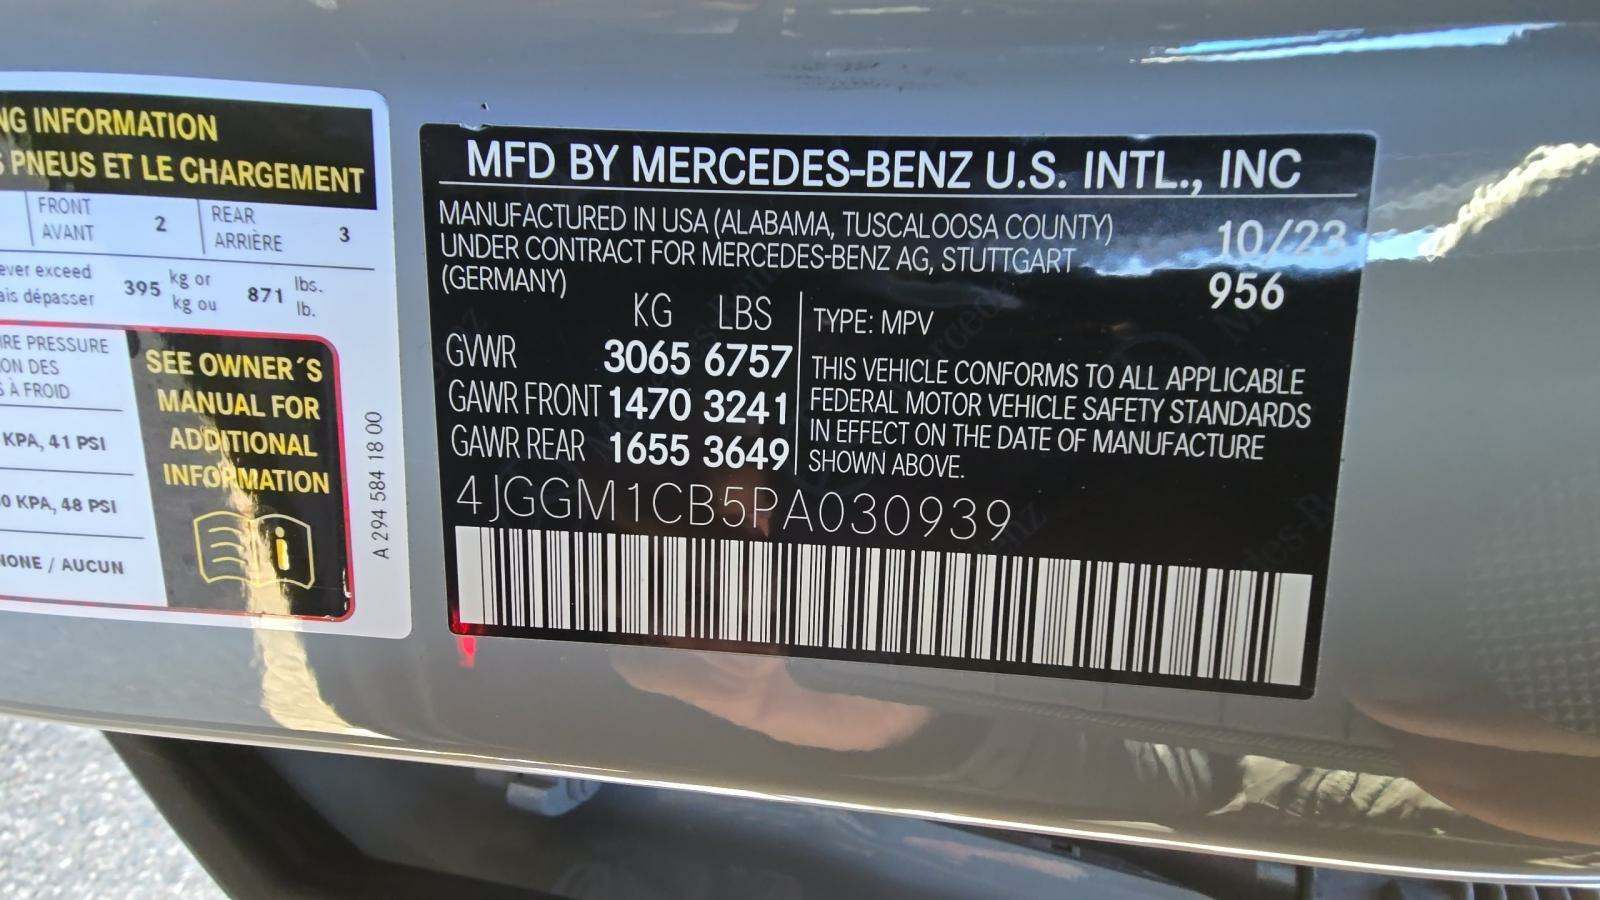 NG INFORMATION
S PNEUS ET LE CHARGEMENT
FRONT
AVANT
2
REAR
ARRIÈRE
3
ever exceed
ais dépasser
395
kg or
kg ou
871
lbs.
lb.
IRE PRESSURE
ON DES
S À FROID
KPA, 41 PSI
0 KPA, 48 PSI
NONE / AUCUN
SEE OWNER´S
MANUAL FOR
ADDITIONAL
INFORMATION
i
A 294 584 18 00
MFD BY MERCEDES-BENZ U.S. INTL., INC
MANUFACTURED IN USA (ALABAMA, TUSCALOOSA COUNTY)
UNDER CONTRACT FOR MERCEDES-BENZ AG, STUTTGART
(GERMANY)
10/23
956
KG LBS
GVWR 3065 6757
GAWR FRONT 1470 3241
GAWR REAR 1655 3649
TYPE: MPV
THIS VEHICLE CONFORMS TO ALL APPLICABLE
FEDERAL MOTOR VEHICLE SAFETY STANDARDS
IN EFFECT ON THE DATE OF MANUFACTURE
SHOWN ABOVE.
4JGGM1CB5PA030939